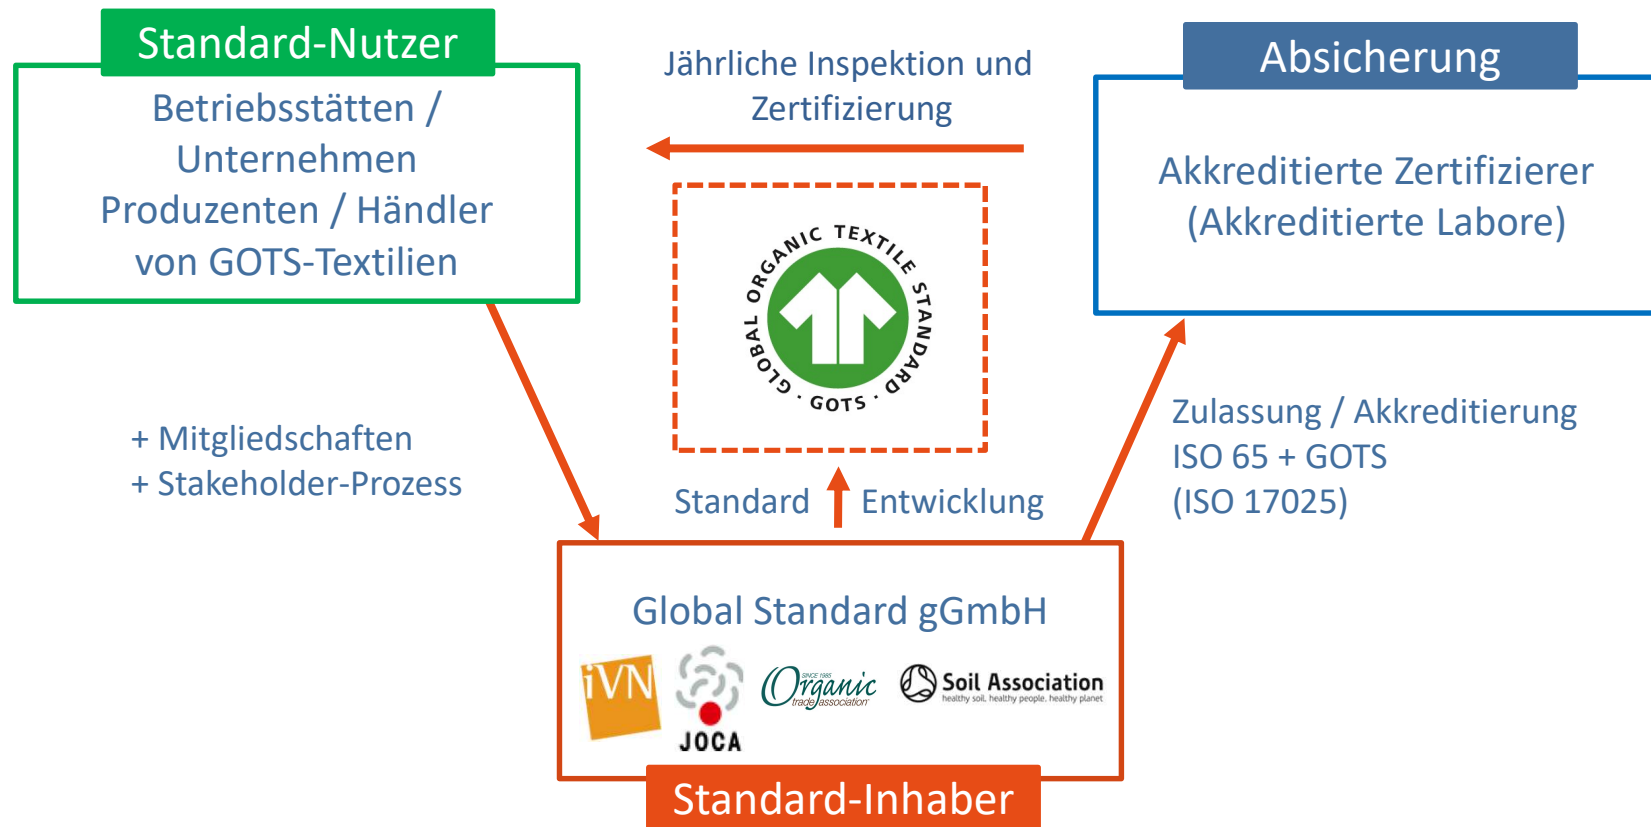 Standard-Nutzer
Betriebsstätten /
Unternehmen
Produzenten / Händler
von GOTS-Textilien
Jährliche Inspektion und
Zertifizierung
Absicherung
Akkreditierte Zertifizierer
(Akkreditierte Labore)
GLOBAL ORGANIC TEXTILE STANDARD · GOTS ·
+ Mitgliedschaften
+ Stakeholder-Prozess
Standard Entwicklung
Zulassung / Akkreditierung
ISO 65 + GOTS
(ISO 17025)
Global Standard gGmbH
iVN
JOCA
SINCE 1985
Organic
trade association
Soil Association
healthy soil, healthy people, healthy planet
Standard-Inhaber